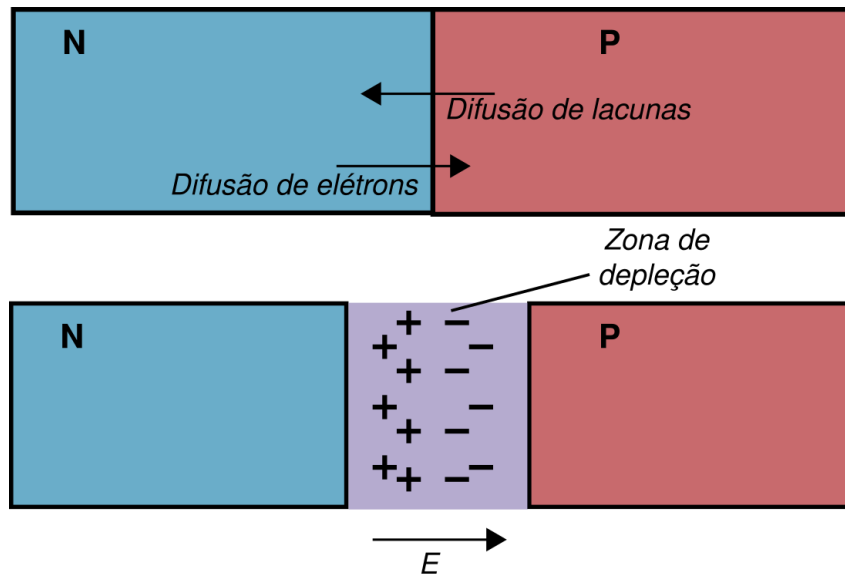 N
P
Difusão de lacunas
Difusão de elétrons
Zona de
depleção
N
P
+ −
+ −
+ −
+ −
+ −
+ −
+ −
E